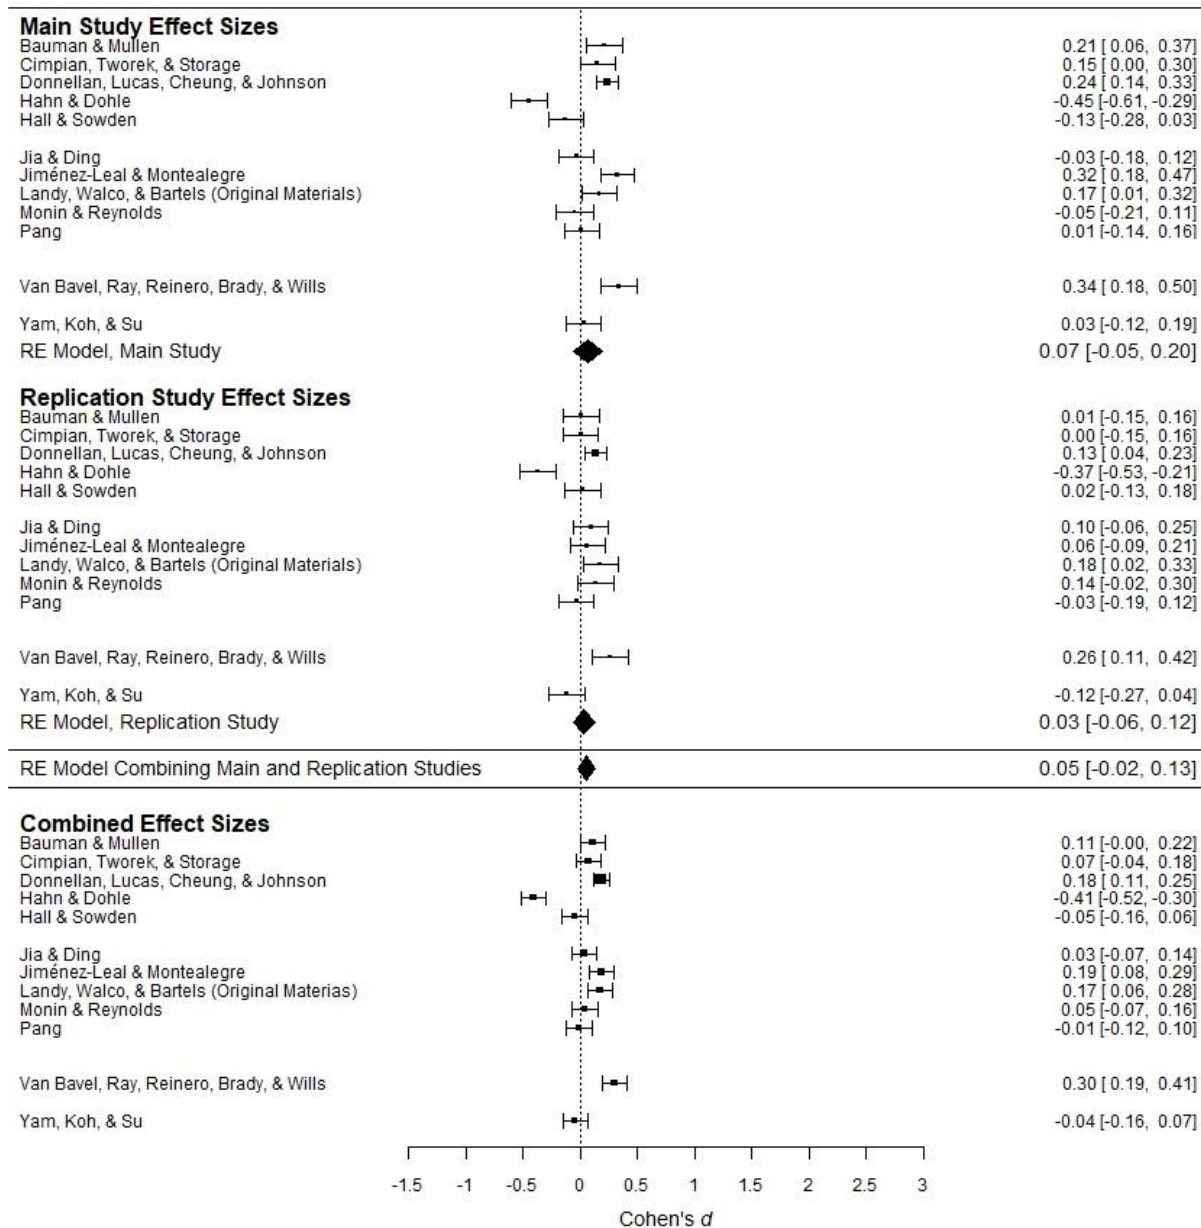 Main Study Effect Sizes
Bauman & Mullen 0.21 [ 0.06, 0.37]
Cimpian, Tworek, & Storage 0.15 [ 0.00, 0.30]
Donnellan, Lucas, Cheung, & Johnson 0.24 [ 0.14, 0.33]
Hahn & Dohle -0.45 [-0.61, -0.29]
Hall & Sowden -0.13 [-0.28, 0.03]
Jia & Ding -0.03 [-0.18, 0.12]
Jiménez-Leal & Montealegre 0.32 [ 0.18, 0.47]
Landy, Walco, & Bartels (Original Materials) 0.17 [ 0.01, 0.32]
Monin & Reynolds -0.05 [-0.21, 0.11]
Pang 0.01 [-0.14, 0.16]
Van Bavel, Ray, Reinero, Brady, & Wills 0.34 [ 0.18, 0.50]
Yam, Koh, & Su 0.03 [-0.12, 0.19]
RE Model, Main Study 0.07 [-0.05, 0.20]
Replication Study Effect Sizes
Bauman & Mullen 0.01 [-0.15, 0.16]
Cimpian, Tworek, & Storage 0.00 [-0.15, 0.16]
Donnellan, Lucas, Cheung, & Johnson 0.13 [ 0.04, 0.23]
Hahn & Dohle -0.37 [-0.53, -0.21]
Hall & Sowden 0.02 [-0.13, 0.18]
Jia & Ding 0.10 [-0.06, 0.25]
Jiménez-Leal & Montealegre 0.06 [-0.09, 0.21]
Landy, Walco, & Bartels (Original Materials) 0.18 [ 0.02, 0.33]
Monin & Reynolds 0.14 [-0.02, 0.30]
Pang -0.03 [-0.19, 0.12]
Van Bavel, Ray, Reinero, Brady, & Wills 0.26 [ 0.11, 0.42]
Yam, Koh, & Su -0.12 [-0.27, 0.04]
RE Model, Replication Study 0.03 [-0.06, 0.12]
RE Model Combining Main and Replication Studies 0.05 [-0.02, 0.13]
Combined Effect Sizes
Bauman & Mullen 0.11 [-0.00, 0.22]
Cimpian, Tworek, & Storage 0.07 [-0.04, 0.18]
Donnellan, Lucas, Cheung, & Johnson 0.18 [ 0.11, 0.25]
Hahn & Dohle -0.41 [-0.52, -0.30]
Hall & Sowden -0.05 [-0.16, 0.06]
Jia & Ding 0.03 [-0.07, 0.14]
Jiménez-Leal & Montealegre 0.19 [ 0.08, 0.29]
Landy, Walco, & Bartels (Original Materias) 0.17 [ 0.06, 0.28]
Monin & Reynolds 0.05 [-0.07, 0.16]
Pang -0.01 [-0.12, 0.10]
Van Bavel, Ray, Reinero, Brady, & Wills 0.30 [ 0.19, 0.41]
Yam, Koh, & Su -0.04 [-0.16, 0.07]
-1.5 -1 -0.5 0 0.5 1 1.5 2 2.5 3
Cohen's d